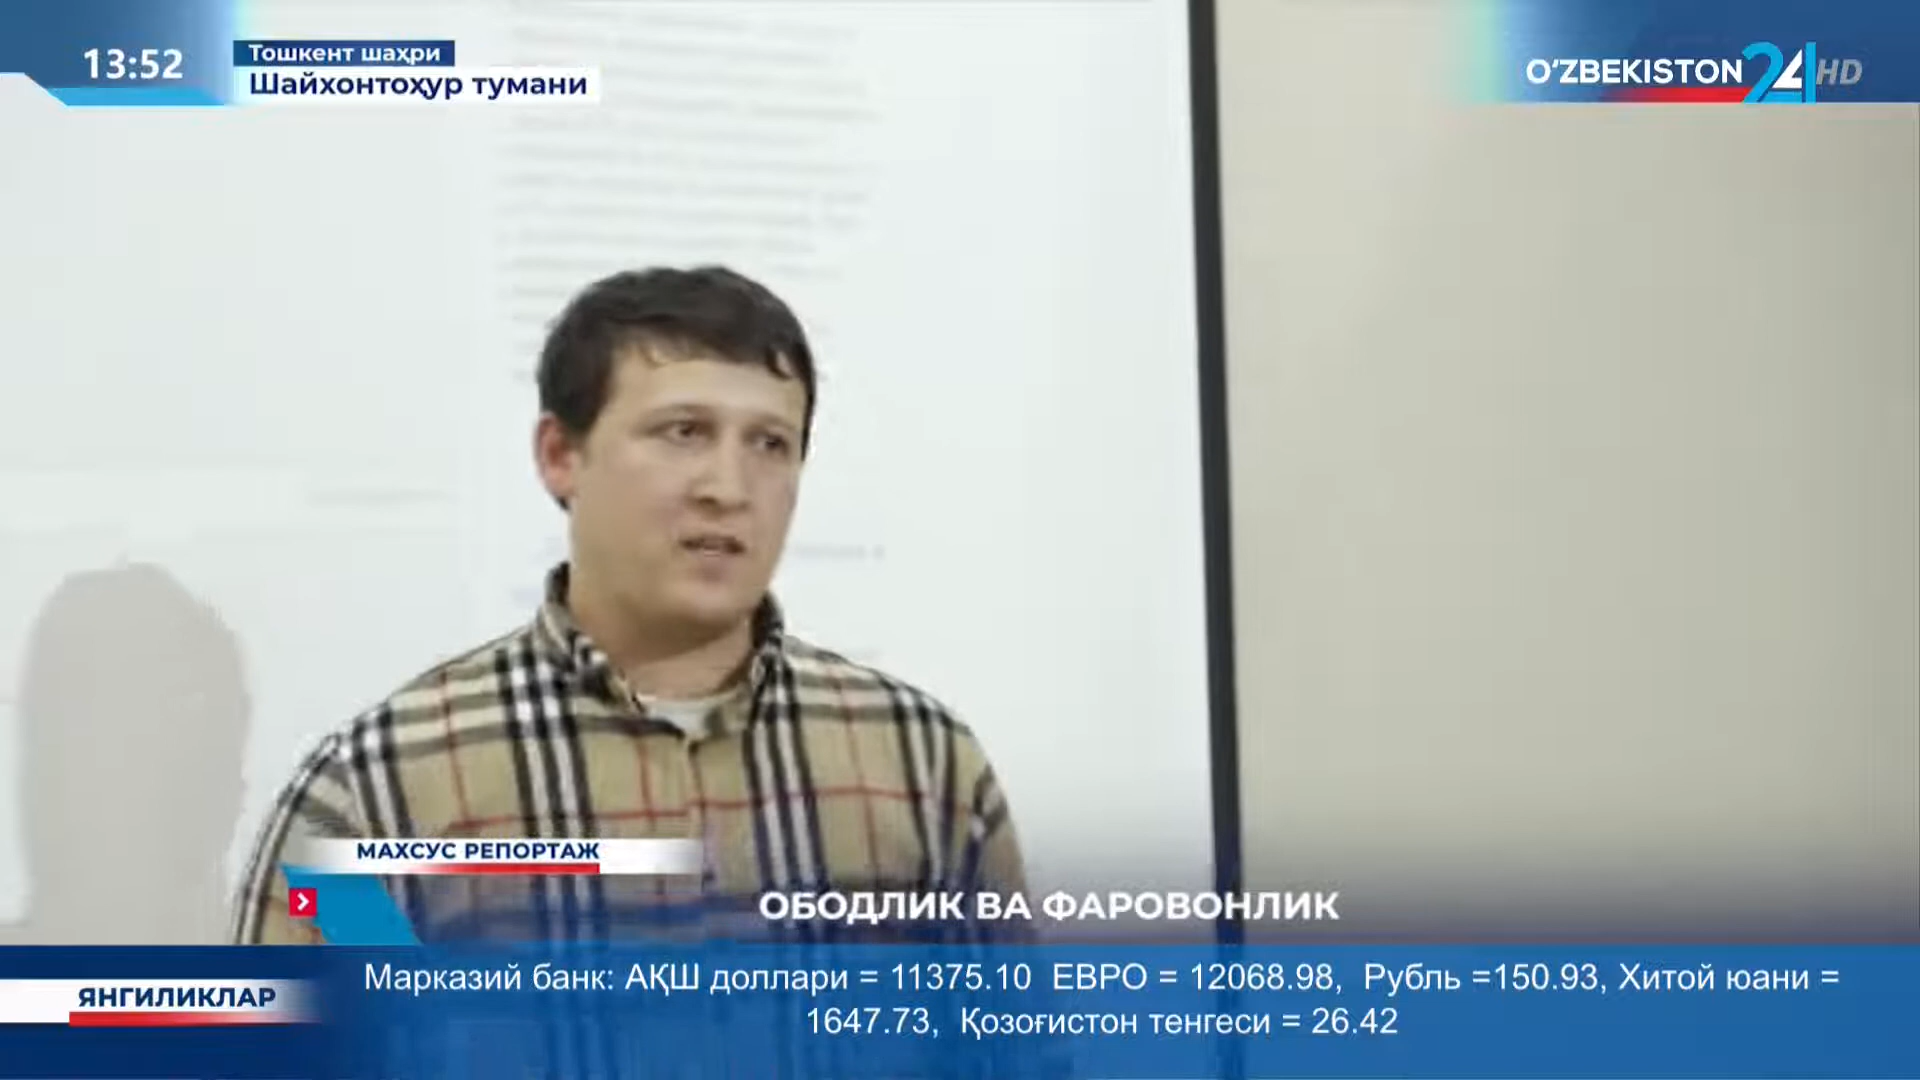 13:52
Тошкент шаҳри
Шайхонтоҳур тумани
O‘ZBEKISTON 24 HD
МАХСУС РЕПОРТАЖ
ОБОДЛИК ВА ФАРОВОНЛИК
ЯНГИЛИКЛАР
Марказий банк: АҚШ доллари = 11375.10 ЕВРО = 12068.98, Рубль =150.93, Хитой юани =
1647.73, Қозоғистон тенгеси = 26.42